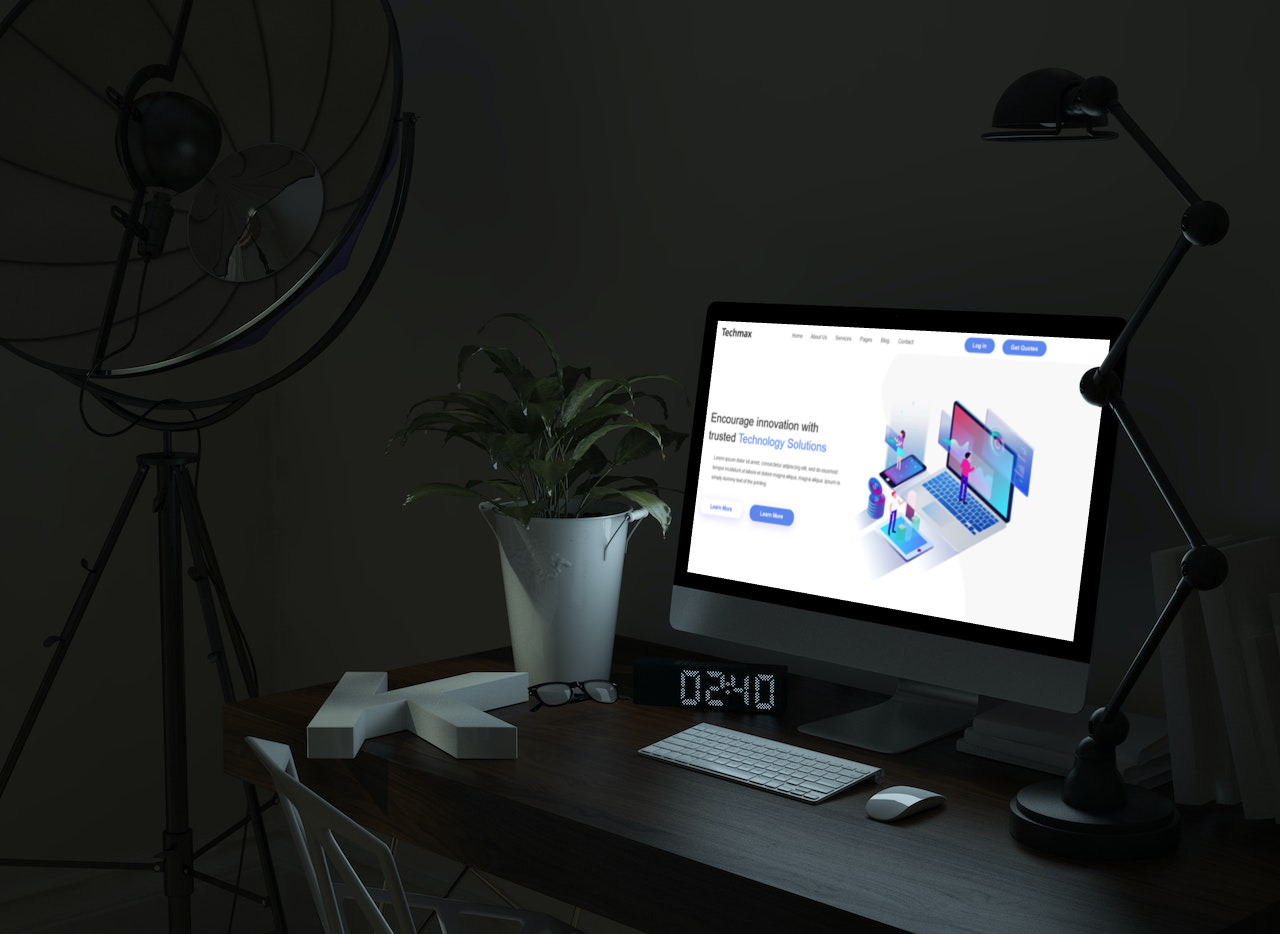 Techmax
Home About Us Services Pages Blog Contact
Log in Get Quotes
Encourage innovation with
trusted Technology Solutions
Lorem ipsum dolor sit amet, consectetur adipiscing elit, sed do eiusmod
tempor incididunt ut labore et dolore magna aliqua. magna aliqua. ipsum is
simply dummy text of the printing.
Learn More Learn More
02:40
K